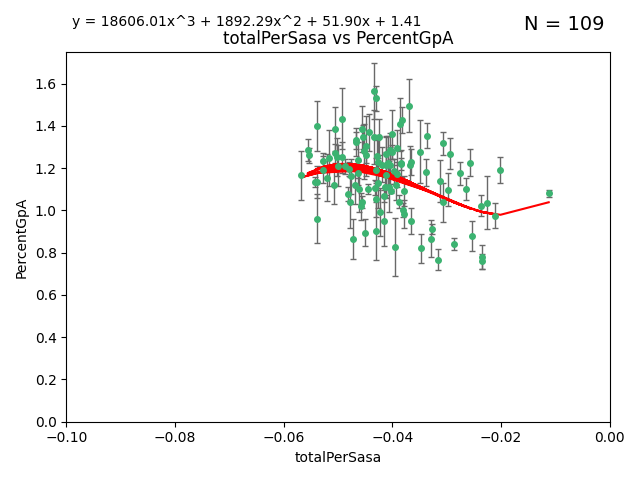 y = 18606.01x^3 + 1892.29x^2 + 51.90x + 1.41
N = 109
totalPerSasa vs PercentGpA
PercentGpA
1.6
1.4
1.2
1.0
0.8
0.6
0.4
0.2
0.0
−0.10 −0.08 −0.06 −0.04 −0.02 0.00
totalPerSasa